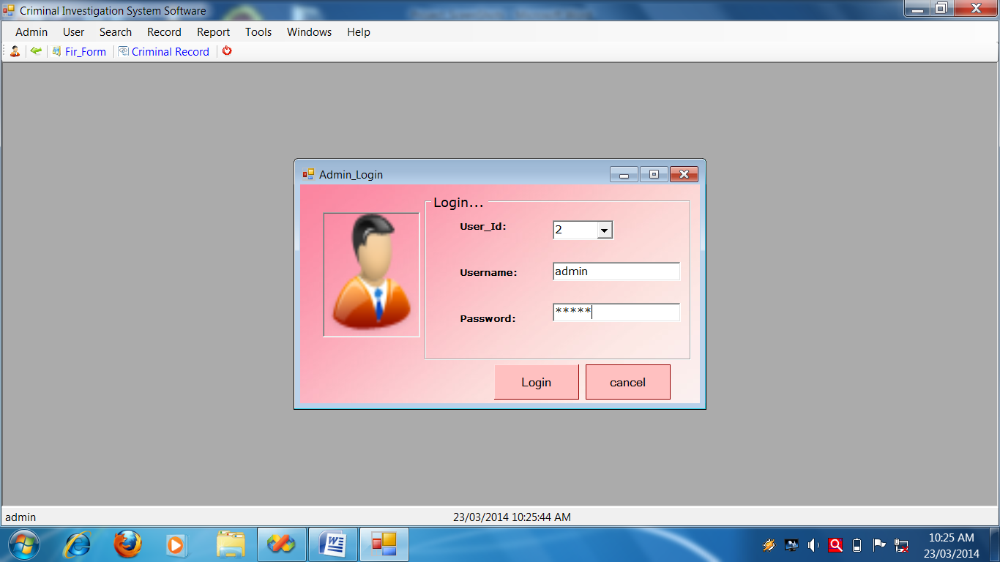 Criminal Investigation System Software
Admin User Search Record Report Tools Windows Help
Fir_Form Criminal Record
Admin_Login
Login...
User_Id: 2
Username: admin
Password: *****
Login cancel
admin 23/03/2014 10:25:44 AM
10:25 AM
23/03/2014